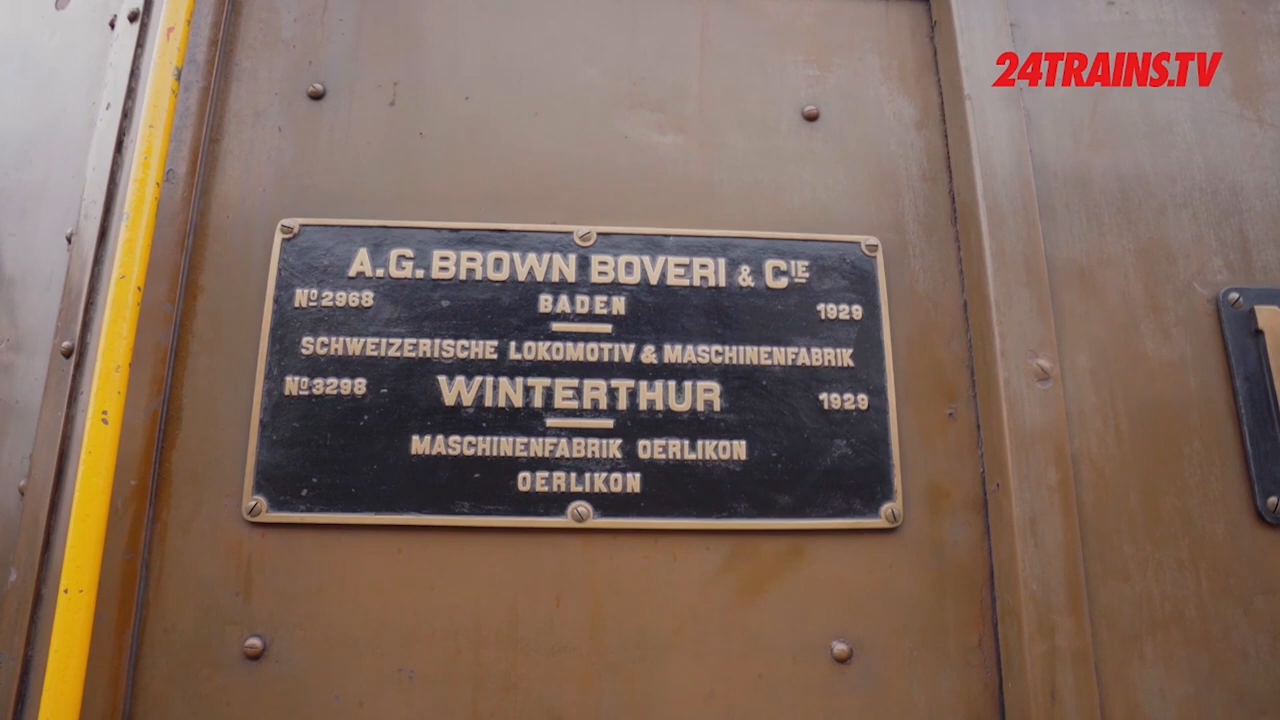 24TRAINS.TV
A.G. BROWN BOVERI & CIE
Nº 2968 BADEN 1929
SCHWEIZERISCHE LOKOMOTIV & MASCHINENFABRIK
Nº 3298 WINTERTHUR 1929
MASCHINENFABRIK OERLIKON
OERLIKON